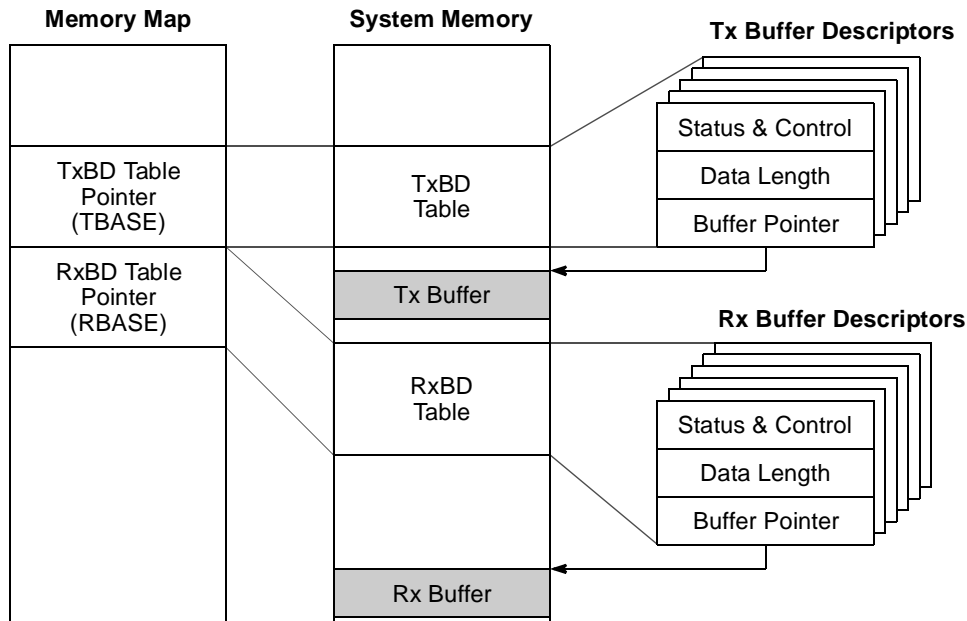 Memory Map
System Memory
Tx Buffer Descriptors
TxBD Table
Pointer
(TBASE)
RxBD Table
Pointer
(RBASE)
TxBD
Table
Tx Buffer
RxBD
Table
Rx Buffer
Status & Control
Data Length
Buffer Pointer
Rx Buffer Descriptors
Status & Control
Data Length
Buffer Pointer